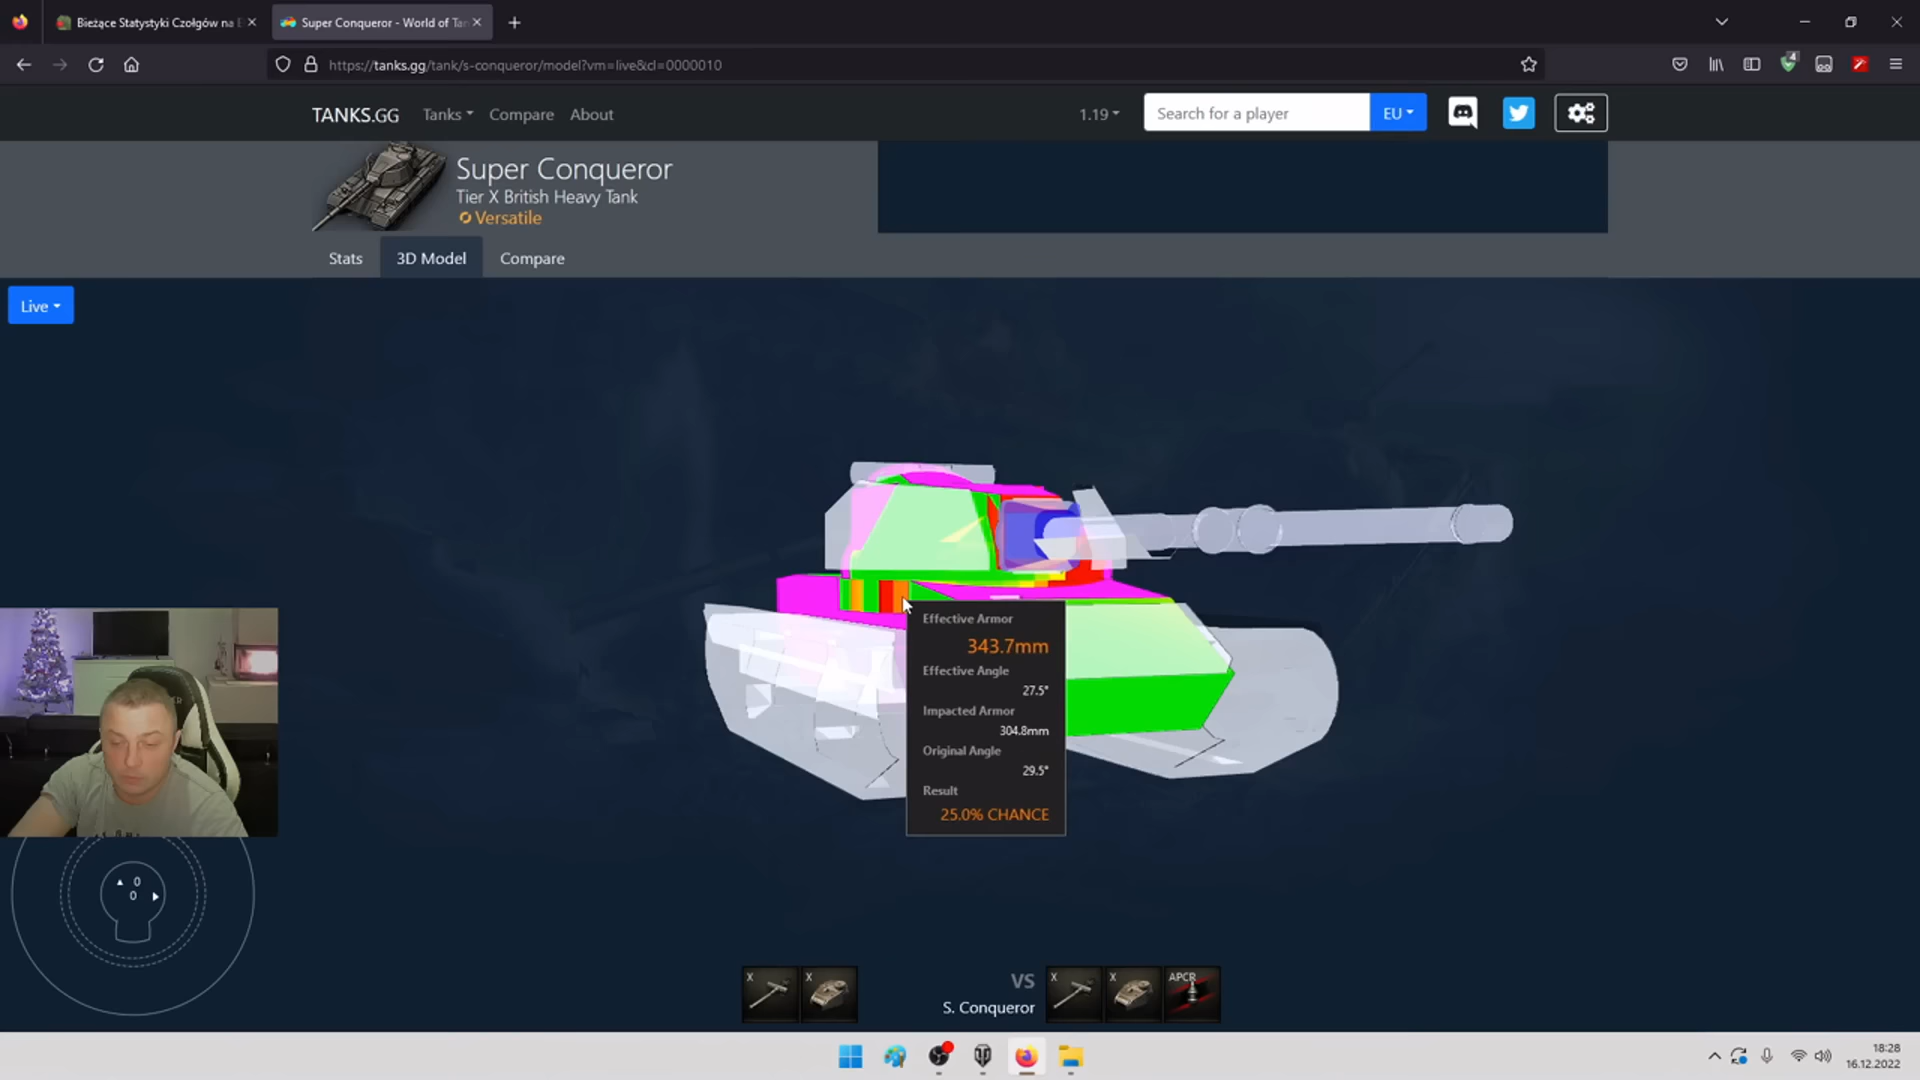 Bieżące Statystyki Czołgów na E
Super Conqueror - World of Tan
https://tanks.gg/tank/s-conqueror/model?vm=live&cl=0000010
4
TANKS.GG
Tanks
Compare
About
1.19
Search for a player
EU
Super Conqueror
Tier X British Heavy Tank
Versatile
Stats
3D Model
Compare
Live
Effective Armor
343.7mm
Effective Angle
27.5°
Impacted Armor
304.8mm
Original Angle
29.5°
Result
25.0% CHANCE
0
0
X
X
VS
S. Conqueror
X
X
APCR
18:28
16.12.2022